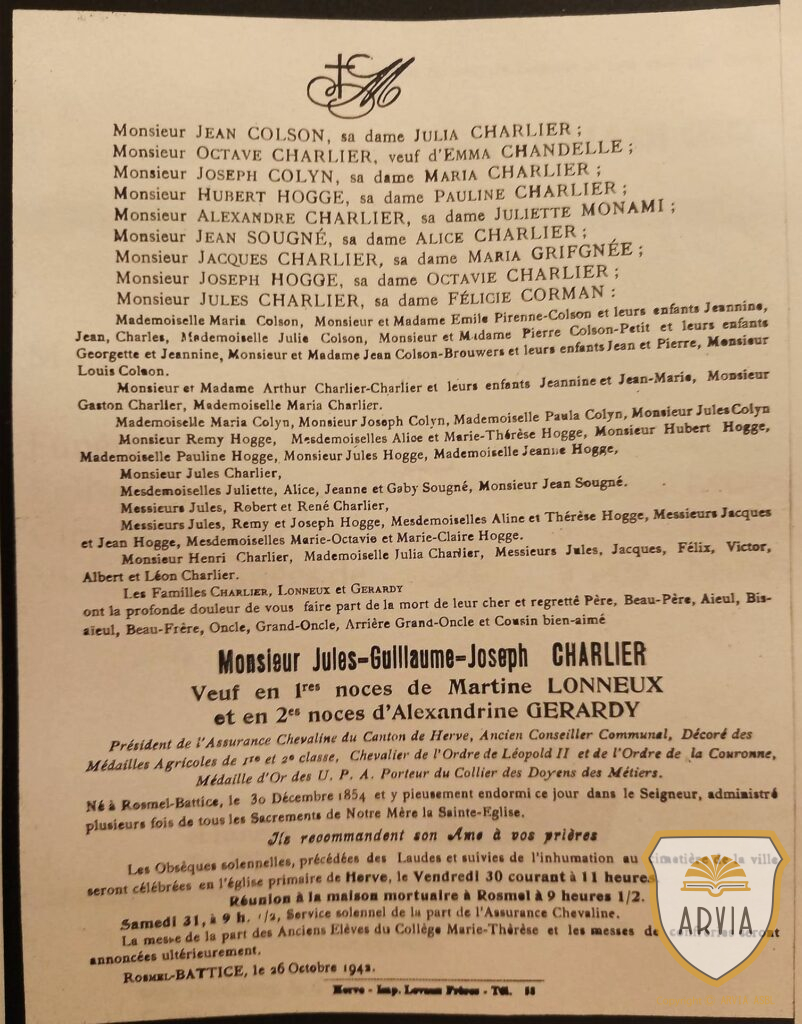 Monsieur JEAN COLSON, sa dame JULIA CHARLIER ;
Monsieur OCTAVE CHARLIER, veuf d'EMMA CHANDELLE ;
Monsieur JOSEPH COLYN, sa dame MARIA CHARLIER ;
Monsieur HUBERT HOGGE, sa dame PAULINE CHARLIER ;
Monsieur ALEXANDRE CHARLIER, sa dame JULIETTE MONAMI ;
Monsieur JEAN SOUGNÉ, sa dame ALICE CHARLIER ;
Monsieur JACQUES CHARLIER, sa dame MARIA GRIFGNÉE ;
Monsieur JOSEPH HOGGE, sa dame OCTAVIE CHARLIER ;
Monsieur JULES CHARLIER, sa dame FÉLICIE CORMAN :
Mademoiselle Maria Colson, Monsieur et Madame Emile Pirenne-Colson et leurs enfants Jeannine,
Jean, Charles, Mademoiselle Julie Colson, Monsieur et Madame Pierre Colson-Petit et leurs enfants
Georgette et Jeannine, Monsieur et Madame Jean Colson-Brouwers et leurs enfants Jean et Pierre, Monsieur
Louis Colson.
Monsieur et Madame Arthur Charlier-Charlier et leurs enfants Jeannine et Jean-Marie, Monsieur
Gaston Charlier, Mademoiselle Maria Charlier.
Mademoiselle Maria Colyn, Monsieur Joseph Colyn, Mademoiselle Paula Colyn, Monsieur Jules Colyn
Monsieur Remy Hogge, Mesdemoiselles Alice et Marie-Thérèse Hogge, Monsieur Hubert Hogge,
Mademoiselle Pauline Hogge, Monsieur Jules Hogge, Mademoiselle Jeanne Hogge,
Monsieur Jules Charlier,
Mesdemoiselles Juliette, Alice, Jeanne et Gaby Sougné, Monsieur Jean Sougné.
Messieurs Jules, Robert et René Charlier,
Messieurs Jules, Remy et Joseph Hogge, Mesdemoiselles Aline et Thérèse Hogge, Messieurs Jacques
et Jean Hogge, Mesdemoiselles Marie-Octavie et Marie-Claire Hogge.
Monsieur Henri Charlier, Mademoiselle Julia Charlier, Messieurs Jules, Jacques, Félix, Victor,
Albert et Léon Charlier.
Les Familles CHARLIER, LONNEUX et GERARDY
ont la profonde douleur de vous faire part de la mort de leur cher et regretté Père, Beau-Père, Aïeul, Bis-
aïeul, Beau-Frère, Oncle, Grand-Oncle, Arrière Grand-Oncle et Cousin bien-aimé
Monsieur Jules-Guillaume-Joseph CHARLIER
Veuf en 1res noces de Martine LONNEUX
et en 2es noces d'Alexandrine GERARDY
Président de l'Assurance Chevaline du Canton de Herve, Ancien Conseiller Communal, Décoré des
Médailles Agricoles de 1re et 2e classe, Chevalier de l'Ordre de Léopold II et de l'Ordre de la Couronne,
Médaille d'Or des U. P. A. Porteur du Collier des Doyens des Métiers.
Né à Rosmel-Battice, le 30 Décembre 1854 et y pieusement endormi ce jour dans le Seigneur, administré
plusieurs fois de tous les Sacrements de Notre Mère la Sainte-Eglise.
Ils recommandent son Ame à vos prières
Les Obsèques solennelles, précédées des Laudes et suivies de l'inhumation au cimetière de la ville
seront célébrées en l'église primaire de Herve, le Vendredi 30 courant à 11 heures.
Réunion à la maison mortuaire à Rosmel à 9 heures 1/2.
Samedi 31, à 9 h. 1/2, Service solennel de la part de l'Assurance Chevaline.
La messe de la part des Anciens Elèves du Collège Marie-Thérèse et les messes de confrérie seront
annoncées ultérieurement.
ROSMEL-BATTICE, le 26 Octobre 1942.
Herve - Imp. Lovens Frères - Tél. 55
ARVIA